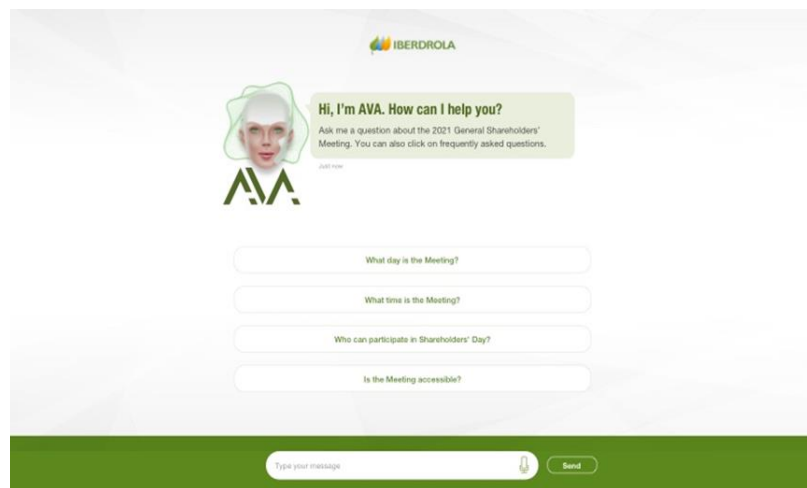 IBERDROLA
Hi, I'm AVA. How can I help you?
Ask me a question about the 2021 General Shareholders'
Meeting. You can also click on frequently asked questions.
Just now
AVA
What day is the Meeting?
What time is the Meeting?
Who can participate in Shareholders' Day?
Is the Meeting accessible?
Type your message
Send